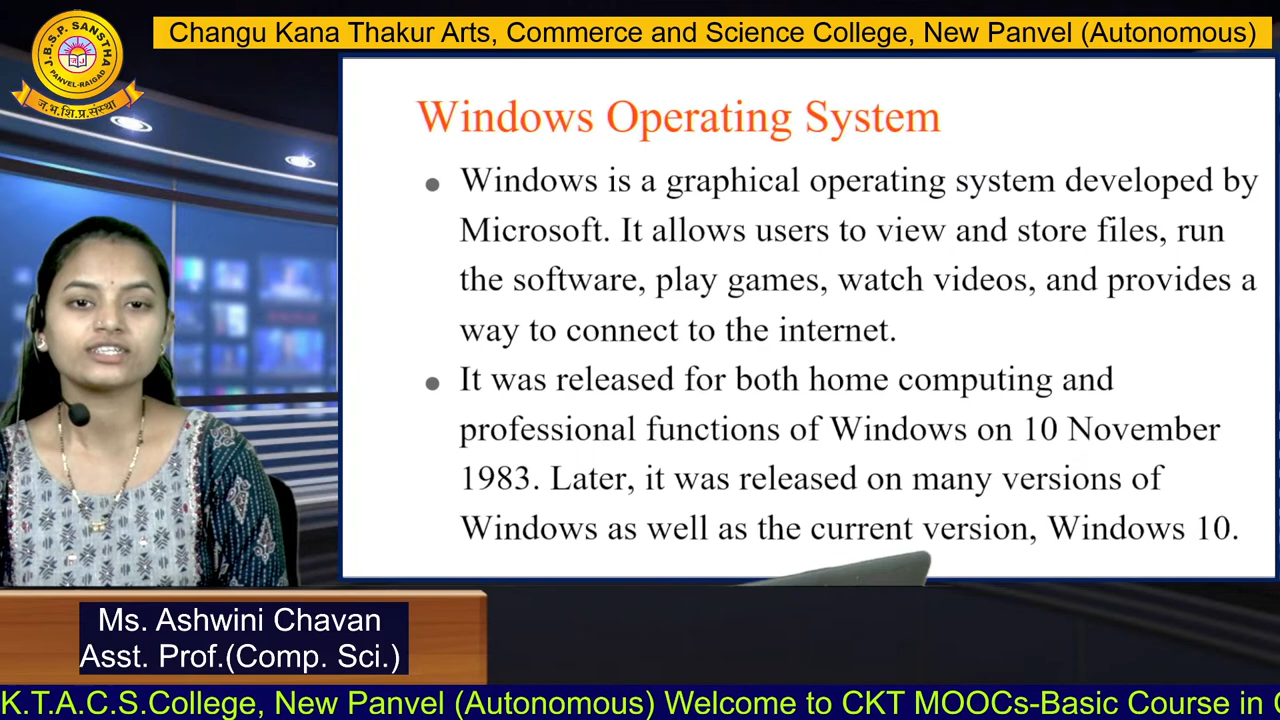 J.B.S.P. SANSTHA
PANVEL-RAIGAD
ज.भ.शि.प्र.संस्था
Changu Kana Thakur Arts, Commerce and Science College, New Panvel (Autonomous)
Windows Operating System
• Windows is a graphical operating system developed by
Microsoft. It allows users to view and store files, run
the software, play games, watch videos, and provides a
way to connect to the internet.
• It was released for both home computing and
professional functions of Windows on 10 November
1983. Later, it was released on many versions of
Windows as well as the current version, Windows 10.
Ms. Ashwini Chavan
Asst. Prof.(Comp. Sci.)
K.T.A.C.S.College, New Panvel (Autonomous) Welcome to CKT MOOCs-Basic Course in